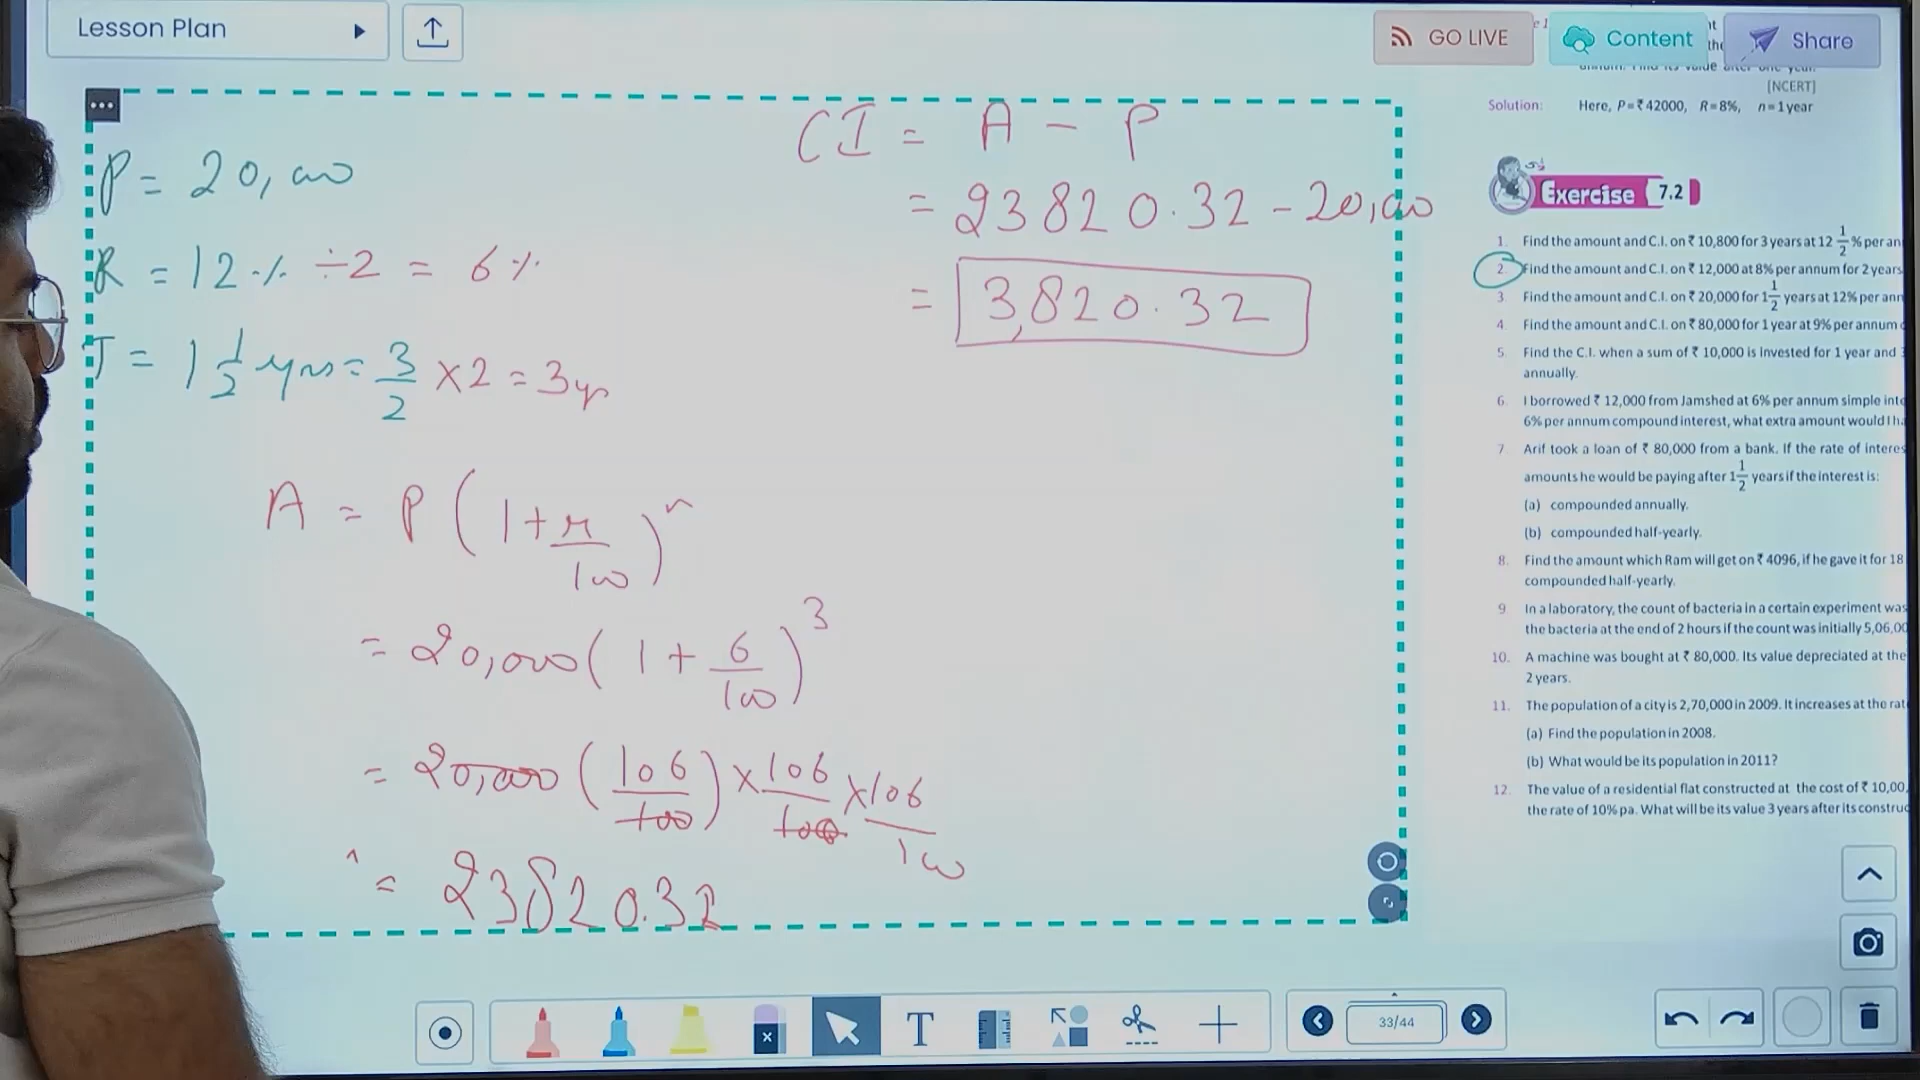 Lesson Plan
GO LIVE
Content
Share
[NCERT]
Solution: Here, P=₹42000, R=8%, n=1year
P = 20,000
R = 12% ÷2 = 6%
T = 1 1/2 yrs = 3/2 ×2 = 3yr
A = P(1+r/100)^n
= 20,000(1+6/100)^3
= 20,000(106/100)×106/100×106/100
= 23820.32
CI = A - P
= 23820.32 - 20,000
= 3,820.32
Exercise 7.2
1. Find the amount and C.I. on ₹ 10,800 for 3 years at 12 1/2 % per an
2. Find the amount and C.I. on ₹ 12,000 at 8% per annum for 2 years
3. Find the amount and C.I. on ₹ 20,000 for 1 1/2 years at 12% per ann
4. Find the amount and C.I. on ₹ 80,000 for 1 year at 9% per annum
5. Find the C.I. when a sum of ₹ 10,000 is invested for 1 year and 3
annually.
6. I borrowed ₹ 12,000 from Jamshed at 6% per annum simple inte
6% per annum compound interest, what extra amount would I ha
7. Arif took a loan of ₹ 80,000 from a bank. If the rate of interes
amounts he would be paying after 1 1/2 years if the interest is:
(a) compounded annually.
(b) compounded half-yearly.
8. Find the amount which Ram will get on ₹ 4096, if he gave it for 18
compounded half-yearly.
9. In a laboratory, the count of bacteria in a certain experiment was
the bacteria at the end of 2 hours if the count was initially 5,06,00
10. A machine was bought at ₹ 80,000. Its value depreciated at the
2 years.
11. The population of a city is 2,70,000 in 2009. It increases at the rat
(a) Find the population in 2008.
(b) What would be its population in 2011?
12. The value of a residential flat constructed at the cost of ₹ 10,00,
the rate of 10% pa. What will be its value 3 years after its construc
T
33/44